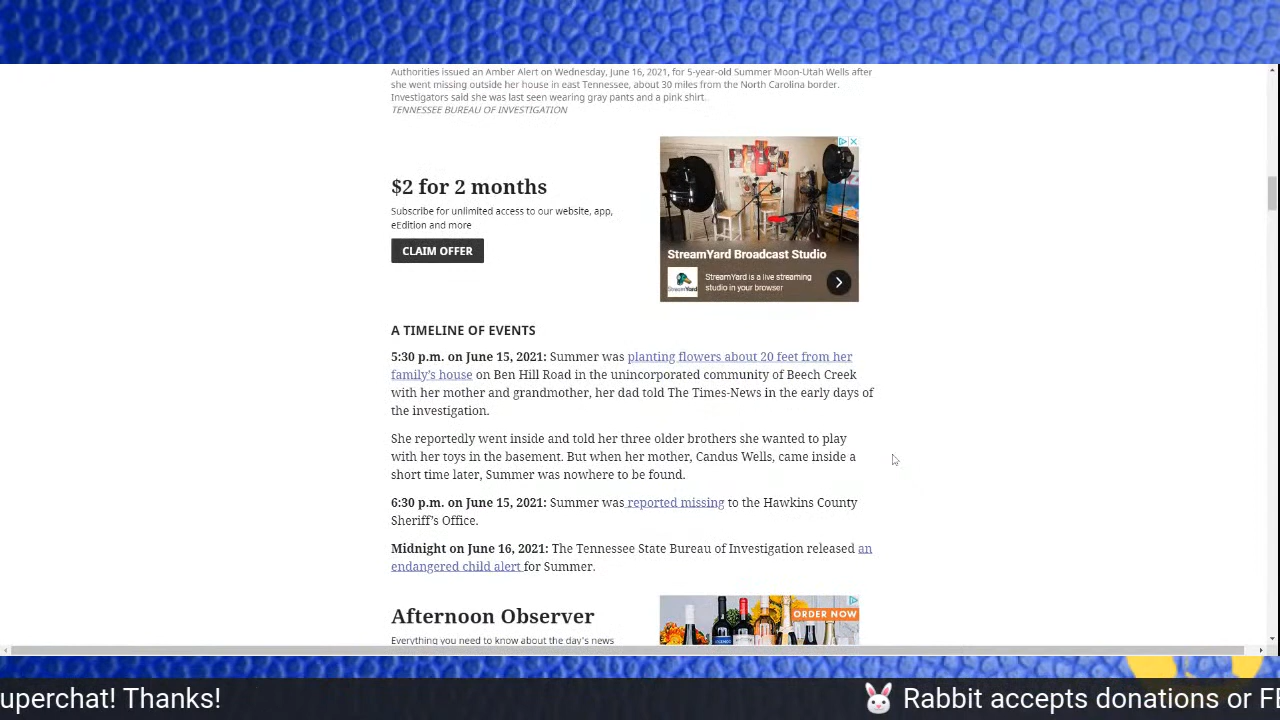 Authorities issued an Amber Alert on Wednesday, June 16, 2021, for 5-year-old Summer Moon-Utah Wells after
she went missing outside her house in east Tennessee, about 30 miles from the North Carolina border.
Investigators said she was last seen wearing gray pants and a pink shirt.
TENNESSEE BUREAU OF INVESTIGATION
$2 for 2 months
Subscribe for unlimited access to our website, app,
eEdition and more
CLAIM OFFER
StreamYard Broadcast Studio
StreamYard is a live streaming
studio in your browser
StreamYard
A TIMELINE OF EVENTS
5:30 p.m. on June 15, 2021: Summer was planting flowers about 20 feet from her
family's house on Ben Hill Road in the unincorporated community of Beech Creek
with her mother and grandmother, her dad told The Times-News in the early days of
the investigation.
She reportedly went inside and told her three older brothers she wanted to play
with her toys in the basement. But when her mother, Candus Wells, came inside a
short time later, Summer was nowhere to be found.
6:30 p.m. on June 15, 2021: Summer was reported missing to the Hawkins County
Sheriff's Office.
Midnight on June 16, 2021: The Tennessee State Bureau of Investigation released an
endangered child alert for Summer.
Afternoon Observer
Everything you need to know about the day's news
ORDER NOW
uperchat! Thanks!
Rabbit accepts donations or FE